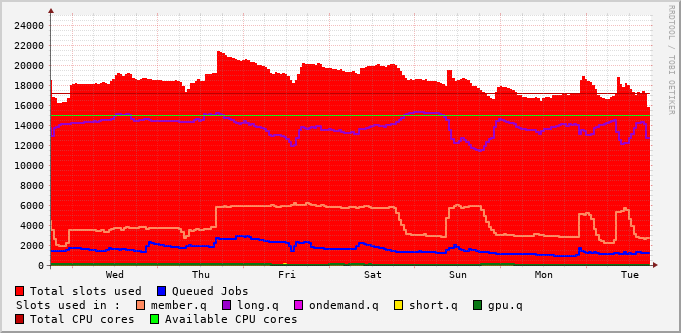 RRDTOOL / TOBI OETIKER
24000
22000
20000
18000
16000
14000
12000
10000
8000
6000
4000
2000
0
Wed Thu Fri Sat Sun Mon Tue
Total slots used Queued Jobs
Slots used in : member.q long.q ondemand.q short.q gpu.q
Total CPU cores Available CPU cores